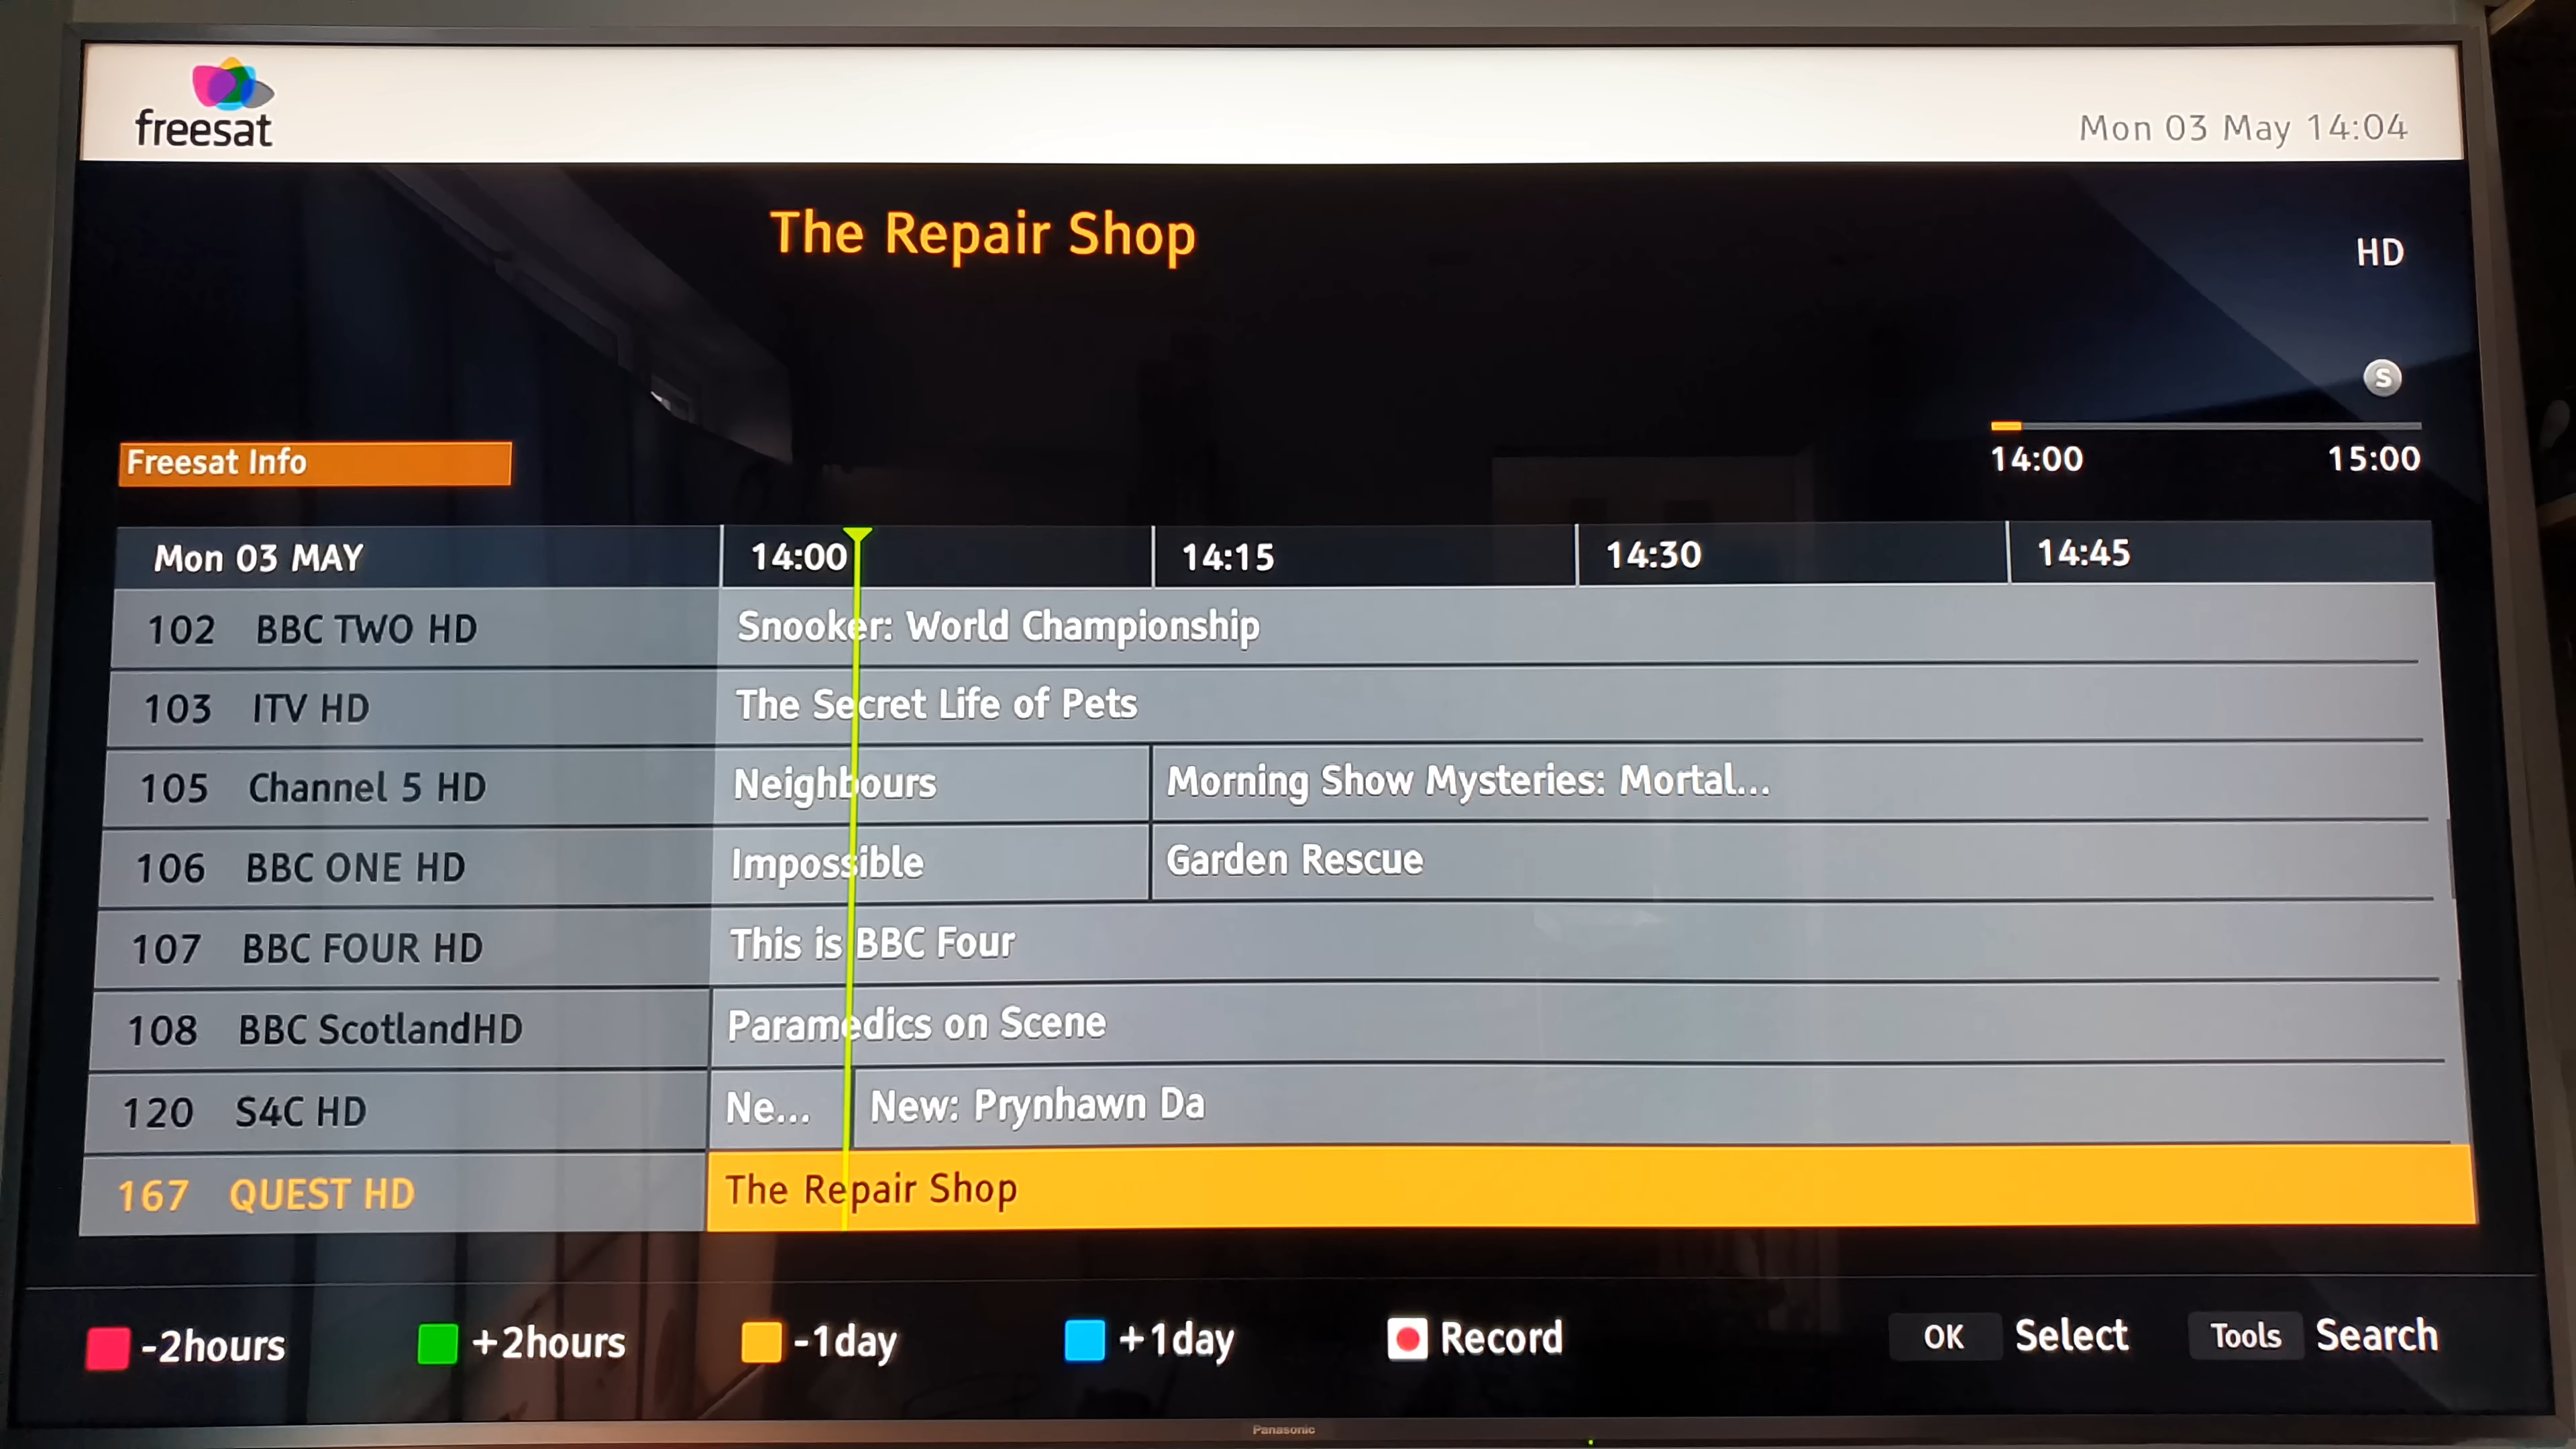 freesat
Mon 03 May 14:04
The Repair Shop
HD
S
Freesat Info
14:00 15:00
Mon 03 MAY 14:00 14:15 14:30 14:45
102 BBC TWO HD Snooker: World Championship
103 ITV HD The Secret Life of Pets
105 Channel 5 HD Neighbours Morning Show Mysteries: Mortal...
106 BBC ONE HD Impossible Garden Rescue
107 BBC FOUR HD This is BBC Four
108 BBC ScotlandHD Paramedics on Scene
120 S4C HD Ne... New: Prynhawn Da
167 QUEST HD The Repair Shop
-2hours +2hours -1day +1day Record OK Select Tools Search
Panasonic